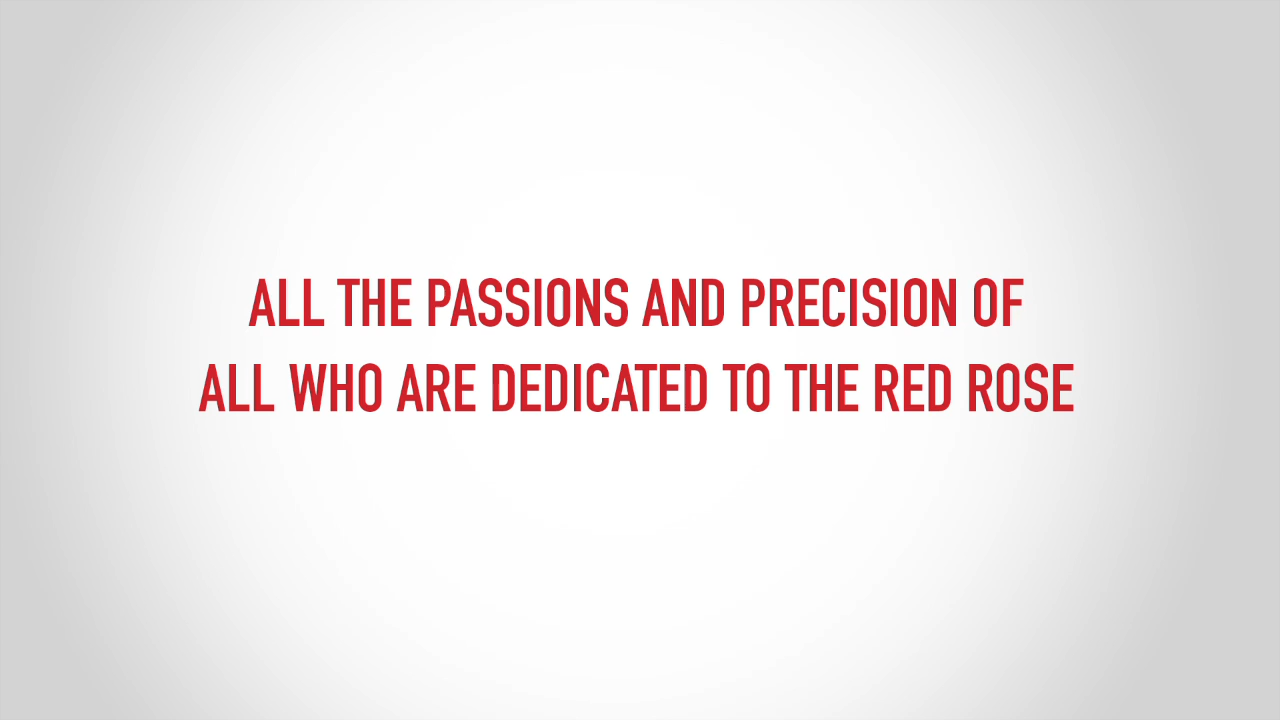 ALL THE PASSIONS AND PRECISION OF
ALL WHO ARE DEDICATED TO THE RED ROSE